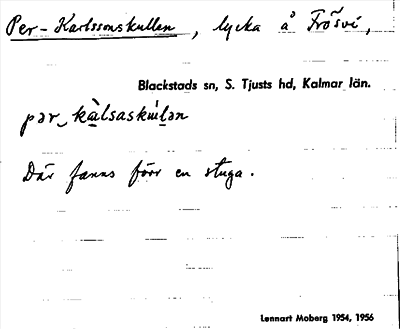 Per-Karlssonskullen, lycka å Frösvi,
Blackstads sn, S. Tjusts hd, Kalmar län.
pər‿kàlsaskùlən
Där fanns förr en stuga.
Lennart Moberg 1954, 1956